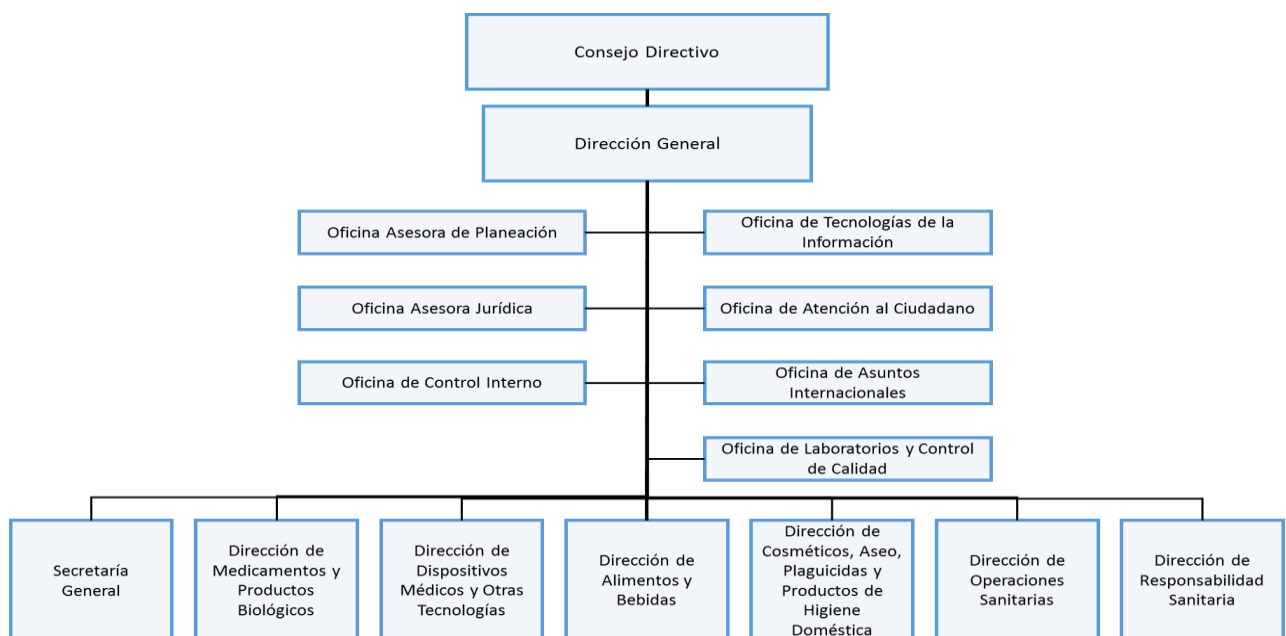 Consejo Directivo
Dirección General
Oficina Asesora de Planeación
Oficina de Tecnologías de la
Información
Oficina Asesora Jurídica
Oficina de Atención al Ciudadano
Oficina de Control Interno
Oficina de Asuntos
Internacionales
Oficina de Laboratorios y Control
de Calidad
Secretaría
General
Dirección de
Medicamentos y
Productos
Biológicos
Dirección de
Dispositivos
Médicos y Otras
Tecnologías
Dirección de
Alimentos y
Bebidas
Dirección de
Cosméticos, Aseo,
Plaguicidas y
Productos de
Higiene
Doméstica
Dirección de
Operaciones
Sanitarias
Dirección de
Responsabilidad
Sanitaria